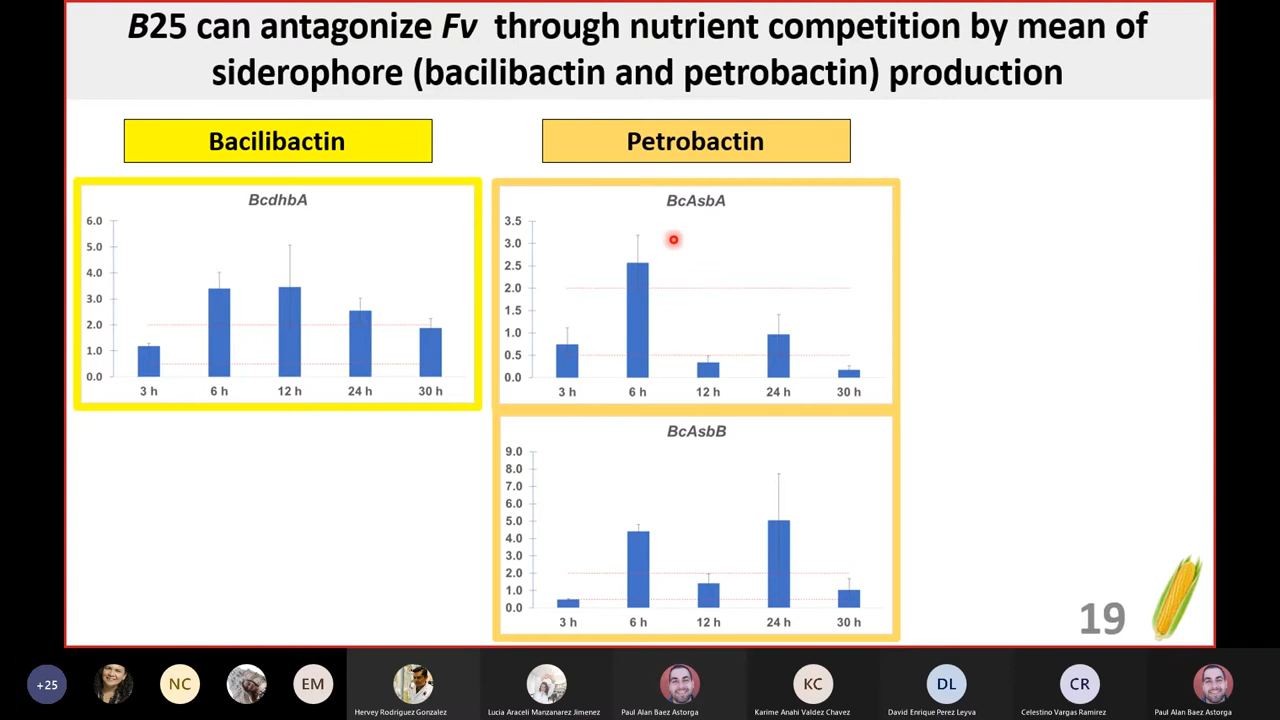 B25 can antagonize Fv through nutrient competition by mean of
siderophore (bacilibactin and petrobactin) production
Bacilibactin
BcdhbA
6.0
5.0
4.0
3.0
2.0
1.0
0.0
3 h 6 h 12 h 24 h 30 h
Petrobactin
BcAsbA
3.5
3.0
2.5
2.0
1.5
1.0
0.5
0.0
3 h 6 h 12 h 24 h 30 h
BcAsbB
9.0
8.0
7.0
6.0
5.0
4.0
3.0
2.0
1.0
0.0
3 h 6 h 12 h 24 h 30 h
19
+25
NC
EM
Hervey Rodriguez Gonzalez
Lucia Araceli Manzanarez Jimenez
Paul Alan Baez Astorga
KC
Karime Anahi Valdez Chavez
DL
David Enrique Perez Leyva
CR
Celestino Vargas Ramirez
Paul Alan Baez Astorga